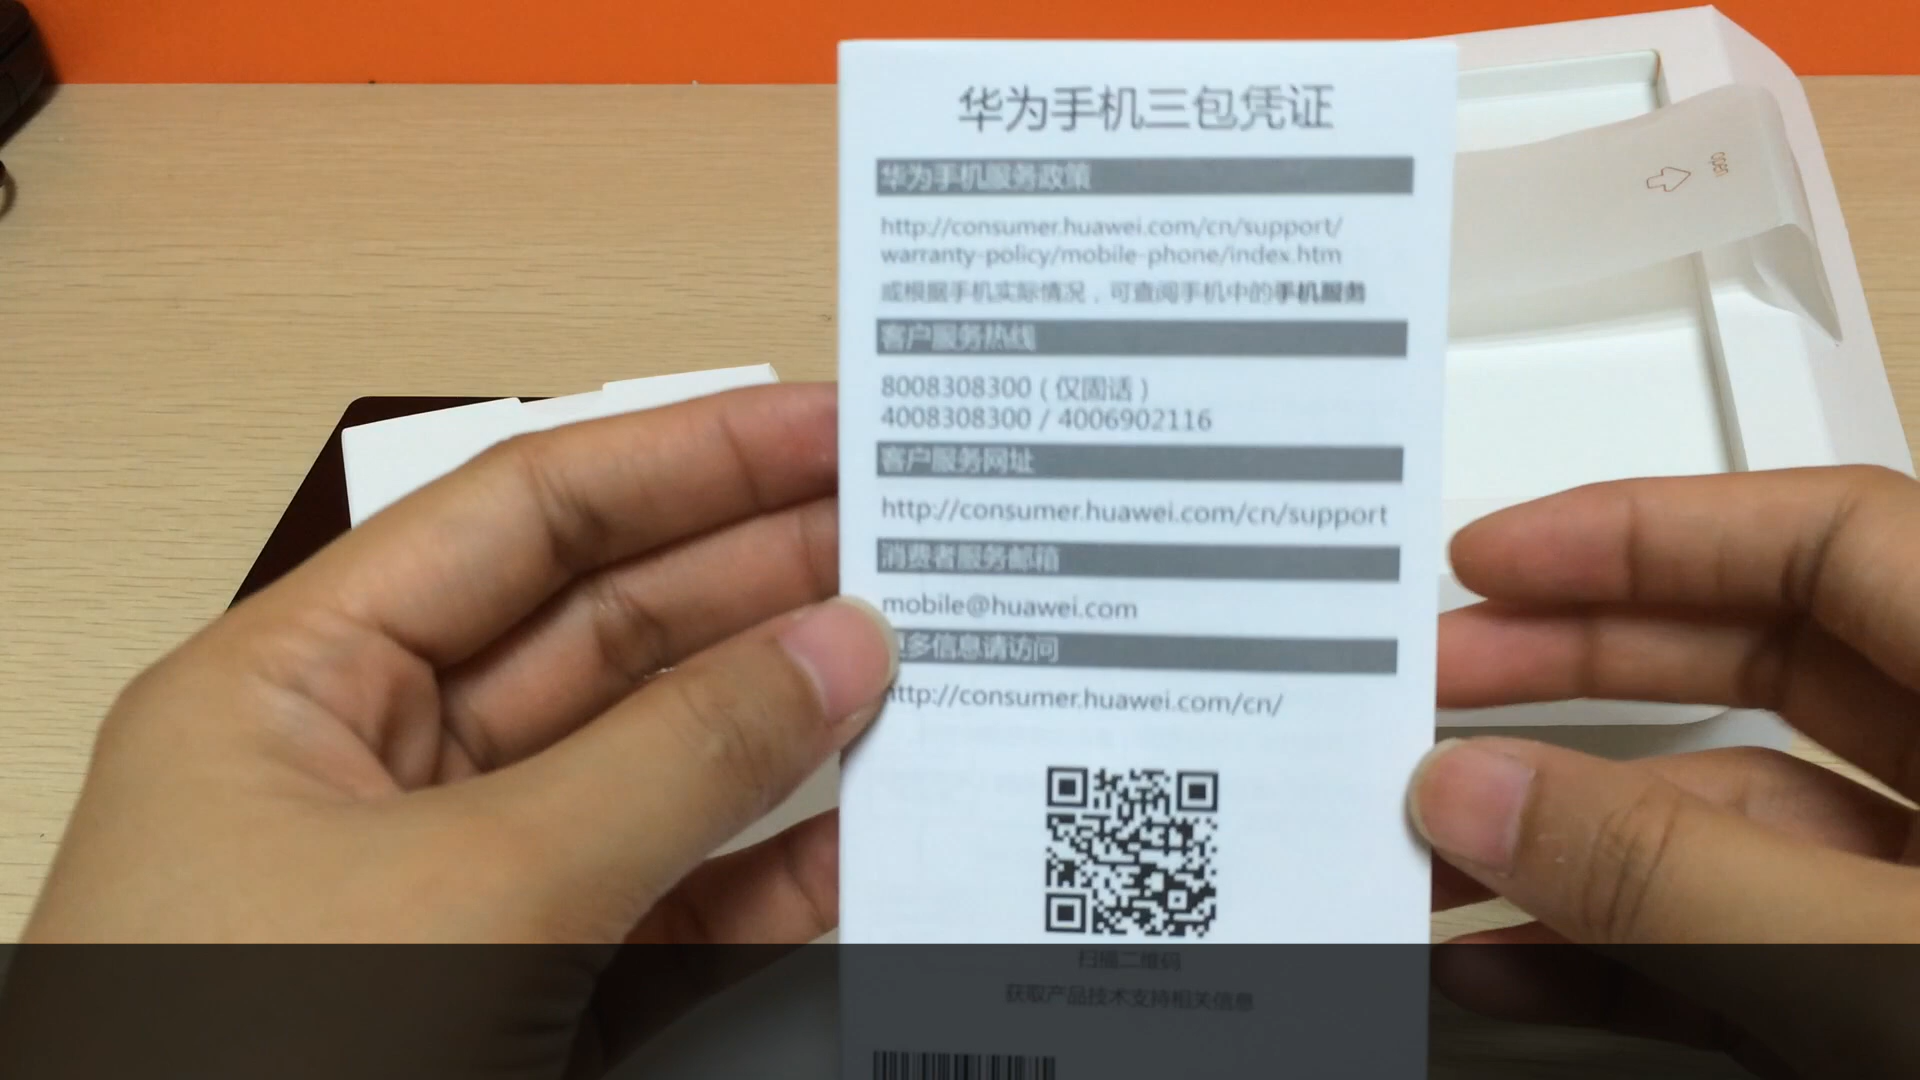 华为手机三包凭证
华为手机服务政策
http://consumer.huawei.com/cn/support/
warranty-policy/mobile-phone/index.htm
或根据手机实际情况，可查阅手机中的手机服务
客户服务热线
8008308300（仅固话）
4008308300 / 4006902116
客户服务网址
http://consumer.huawei.com/cn/support
消费者服务邮箱
mobile@huawei.com
更多信息请访问
http://consumer.huawei.com/cn/
扫描二维码
获取产品技术支持相关信息
open